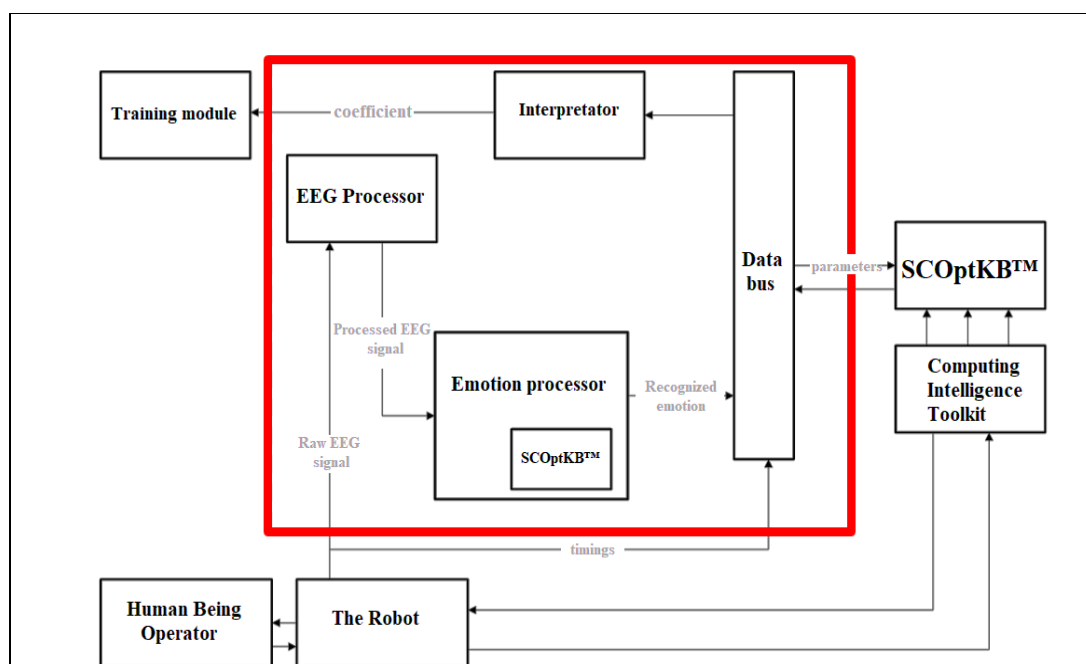 Training module
coefficient
Interpretator
EEG Processor
Data
bus
parameters
SCOptKB™
Processed EEG
signal
Emotion processor
Recognized
emotion
SCOptKB™
Computing
Intelligence
Toolkit
Raw EEG
signal
timings
Human Being
Operator
The Robot